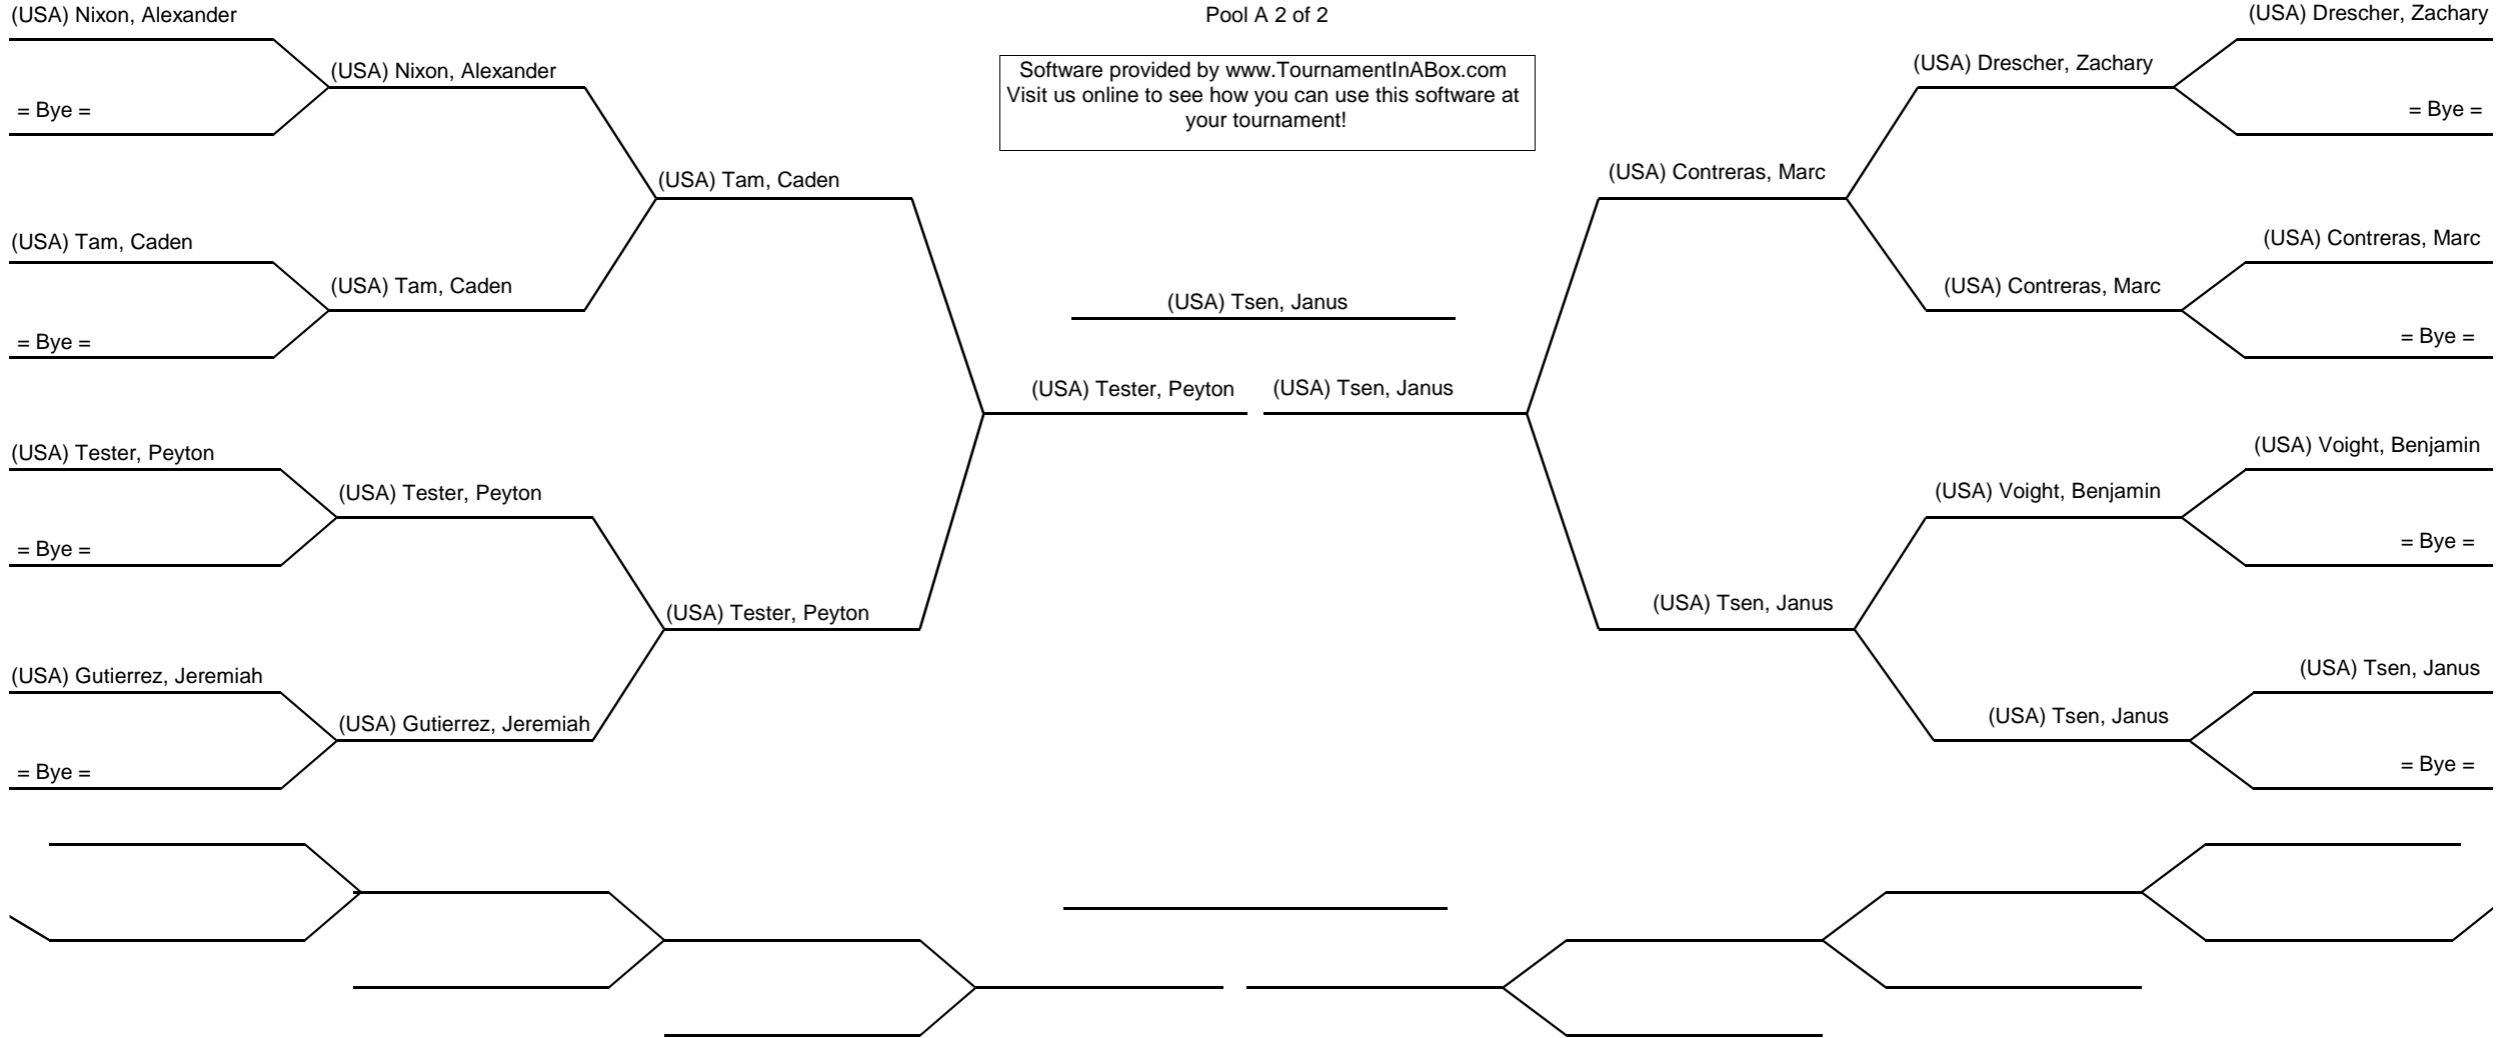 (USA) Nixon, Alexander
Pool A 2 of 2
(USA) Drescher, Zachary
(USA) Nixon, Alexander
Software provided by www.TournamentInABox.com
Visit us online to see how you can use this software at
your tournament!
(USA) Drescher, Zachary
= Bye =
= Bye =
(USA) Tam, Caden
(USA) Contreras, Marc
(USA) Tam, Caden
(USA) Contreras, Marc
(USA) Tam, Caden
(USA) Tsen, Janus
(USA) Contreras, Marc
= Bye =
= Bye =
(USA) Tester, Peyton
(USA) Tsen, Janus
(USA) Tester, Peyton
(USA) Voight, Benjamin
(USA) Tester, Peyton
(USA) Voight, Benjamin
= Bye =
= Bye =
(USA) Tester, Peyton
(USA) Tsen, Janus
(USA) Gutierrez, Jeremiah
(USA) Tsen, Janus
(USA) Gutierrez, Jeremiah
(USA) Tsen, Janus
= Bye =
= Bye =